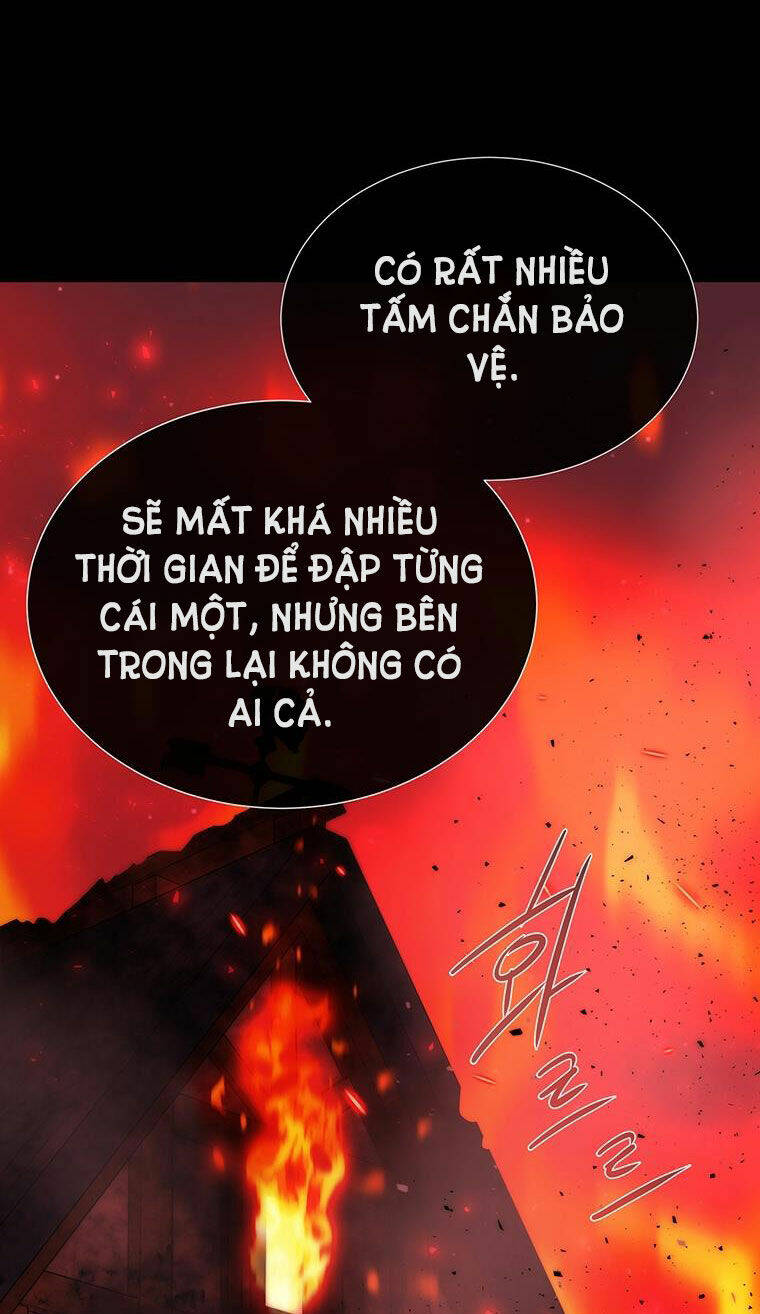 CÓ RẤT NHIỀU
TẤM CHẮN BẢO
VỆ.
SẼ MẤT KHÁ NHIỀU
THỜI GIAN ĐỂ ĐẬP TỪNG
CÁI MỘT, NHƯNG BÊN
TRONG LẠI KHÔNG CÓ
AI CẢ.
화르르